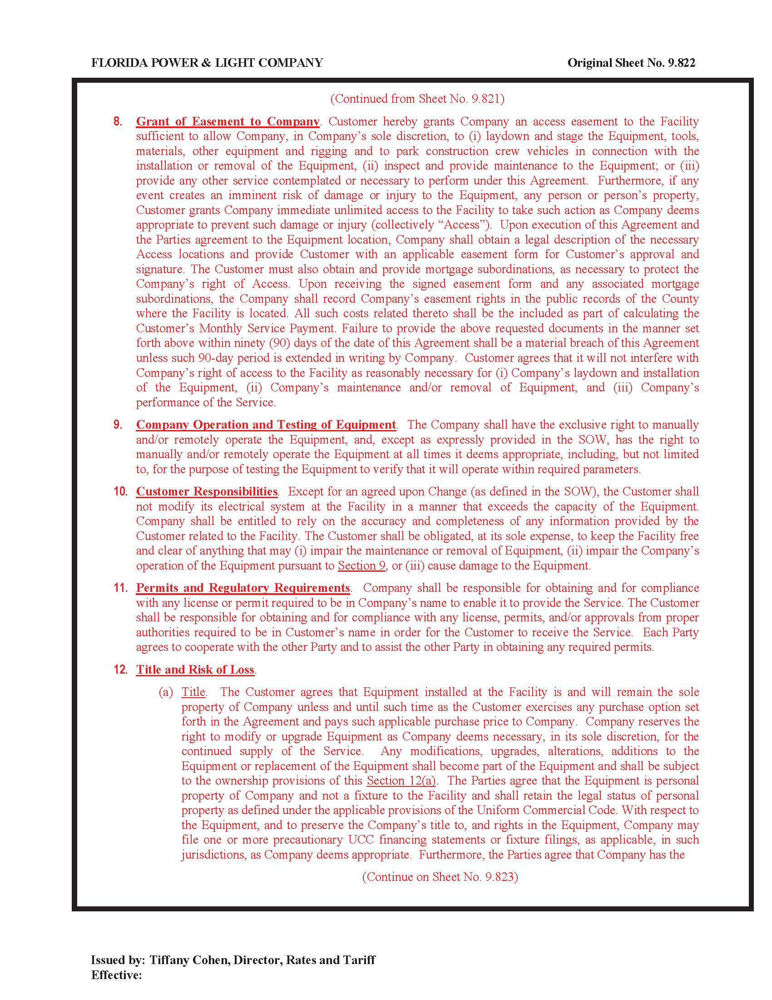 FLORIDA POWER & LIGHT COMPANY Original Sheet No. 9.822
(Continued from Sheet No. 9.821)
8. Grant of Easement to Company. Customer hereby grants Company an access easement to the Facility
sufficient to allow Company, in Company’s sole discretion, to (i) laydown and stage the Equipment, tools,
materials, other equipment and rigging and to park construction crew vehicles in connection with the
installation or removal of the Equipment, (ii) inspect and provide maintenance to the Equipment; or (iii)
provide any other service contemplated or necessary to perform under this Agreement. Furthermore, if any
event creates an imminent risk of damage or injury to the Equipment, any person or person’s property,
Customer grants Company immediate unlimited access to the Facility to take such action as Company deems
appropriate to prevent such damage or injury (collectively “Access”). Upon execution of this Agreement and
the Parties agreement to the Equipment location, Company shall obtain a legal description of the necessary
Access locations and provide Customer with an applicable easement form for Customer’s approval and
signature. The Customer must also obtain and provide mortgage subordinations, as necessary to protect the
Company’s right of Access. Upon receiving the signed easement form and any associated mortgage
subordinations, the Company shall record Company’s easement rights in the public records of the County
where the Facility is located. All such costs related thereto shall be the included as part of calculating the
Customer’s Monthly Service Payment. Failure to provide the above requested documents in the manner set
forth above within ninety (90) days of the date of this Agreement shall be a material breach of this Agreement
unless such 90-day period is extended in writing by Company. Customer agrees that it will not interfere with
Company’s right of access to the Facility as reasonably necessary for (i) Company’s laydown and installation
of the Equipment, (ii) Company’s maintenance and/or removal of Equipment, and (iii) Company’s
performance of the Service.
9. Company Operation and Testing of Equipment. The Company shall have the exclusive right to manually
and/or remotely operate the Equipment, and, except as expressly provided in the SOW, has the right to
manually and/or remotely operate the Equipment at all times it deems appropriate, including, but not limited
to, for the purpose of testing the Equipment to verify that it will operate within required parameters.
10. Customer Responsibilities. Except for an agreed upon Change (as defined in the SOW), the Customer shall
not modify its electrical system at the Facility in a manner that exceeds the capacity of the Equipment.
Company shall be entitled to rely on the accuracy and completeness of any information provided by the
Customer related to the Facility. The Customer shall be obligated, at its sole expense, to keep the Facility free
and clear of anything that may (i) impair the maintenance or removal of Equipment, (ii) impair the Company’s
operation of the Equipment pursuant to Section 9, or (iii) cause damage to the Equipment.
11. Permits and Regulatory Requirements. Company shall be responsible for obtaining and for compliance
with any license or permit required to be in Company’s name to enable it to provide the Service. The Customer
shall be responsible for obtaining and for compliance with any license, permits, and/or approvals from proper
authorities required to be in Customer’s name in order for the Customer to receive the Service. Each Party
agrees to cooperate with the other Party and to assist the other Party in obtaining any required permits.
12. Title and Risk of Loss.
(a) Title. The Customer agrees that Equipment installed at the Facility is and will remain the sole
property of Company unless and until such time as the Customer exercises any purchase option set
forth in the Agreement and pays such applicable purchase price to Company. Company reserves the
right to modify or upgrade Equipment as Company deems necessary, in its sole discretion, for the
continued supply of the Service. Any modifications, upgrades, alterations, additions to the
Equipment or replacement of the Equipment shall become part of the Equipment and shall be subject
to the ownership provisions of this Section 12(a). The Parties agree that the Equipment is personal
property of Company and not a fixture to the Facility and shall retain the legal status of personal
property as defined under the applicable provisions of the Uniform Commercial Code. With respect to
the Equipment, and to preserve the Company’s title to, and rights in the Equipment, Company may
file one or more precautionary UCC financing statements or fixture filings, as applicable, in such
jurisdictions, as Company deems appropriate. Furthermore, the Parties agree that Company has the
(Continue on Sheet No. 9.823)
Issued by: Tiffany Cohen, Director, Rates and Tariff
Effective: